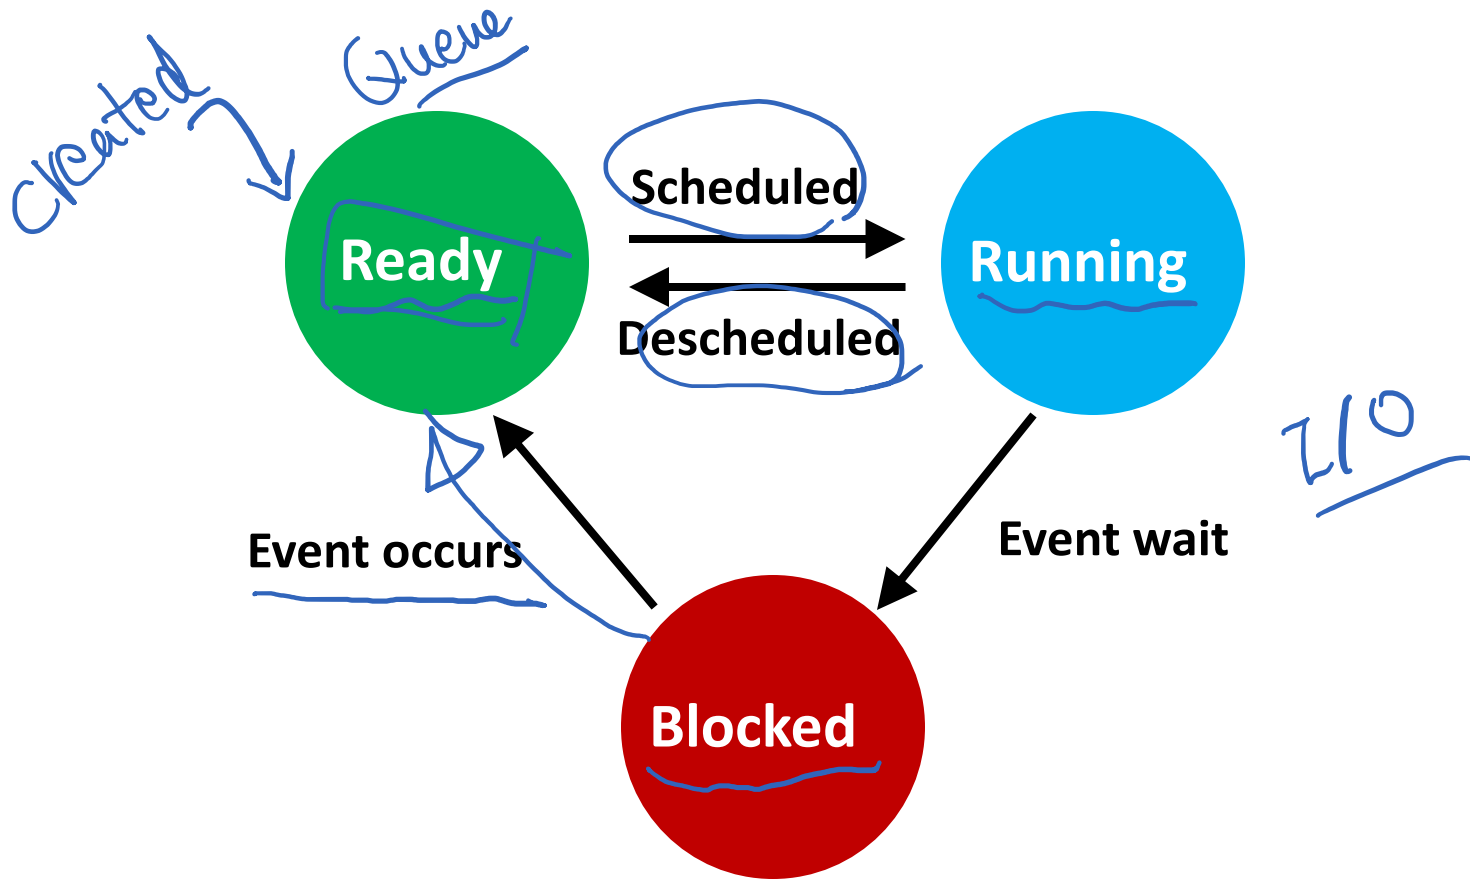 Created
Queue
Scheduled
Ready
Running
Descheduled
I/O
Event occurs
Event wait
Blocked